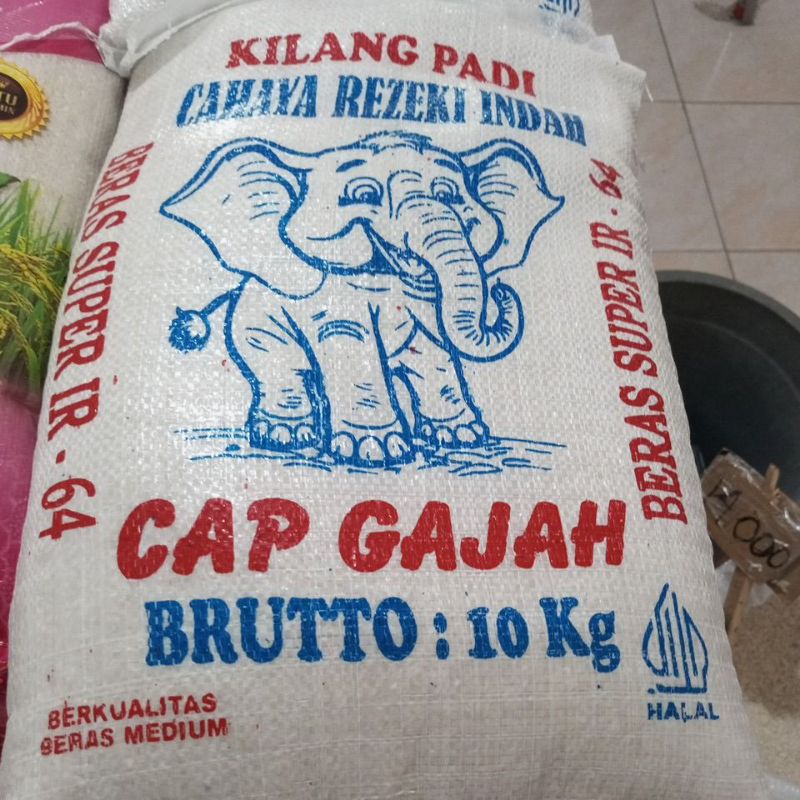 KILANG PADI
CAHAYA REZEKI INDAH
BERAS SUPER IR - 64
BERAS SUPER IR - 64
CAP GAJAH
BRUTTO : 10 Kg
BERKUALITAS
BERAS MEDIUM
HALAL